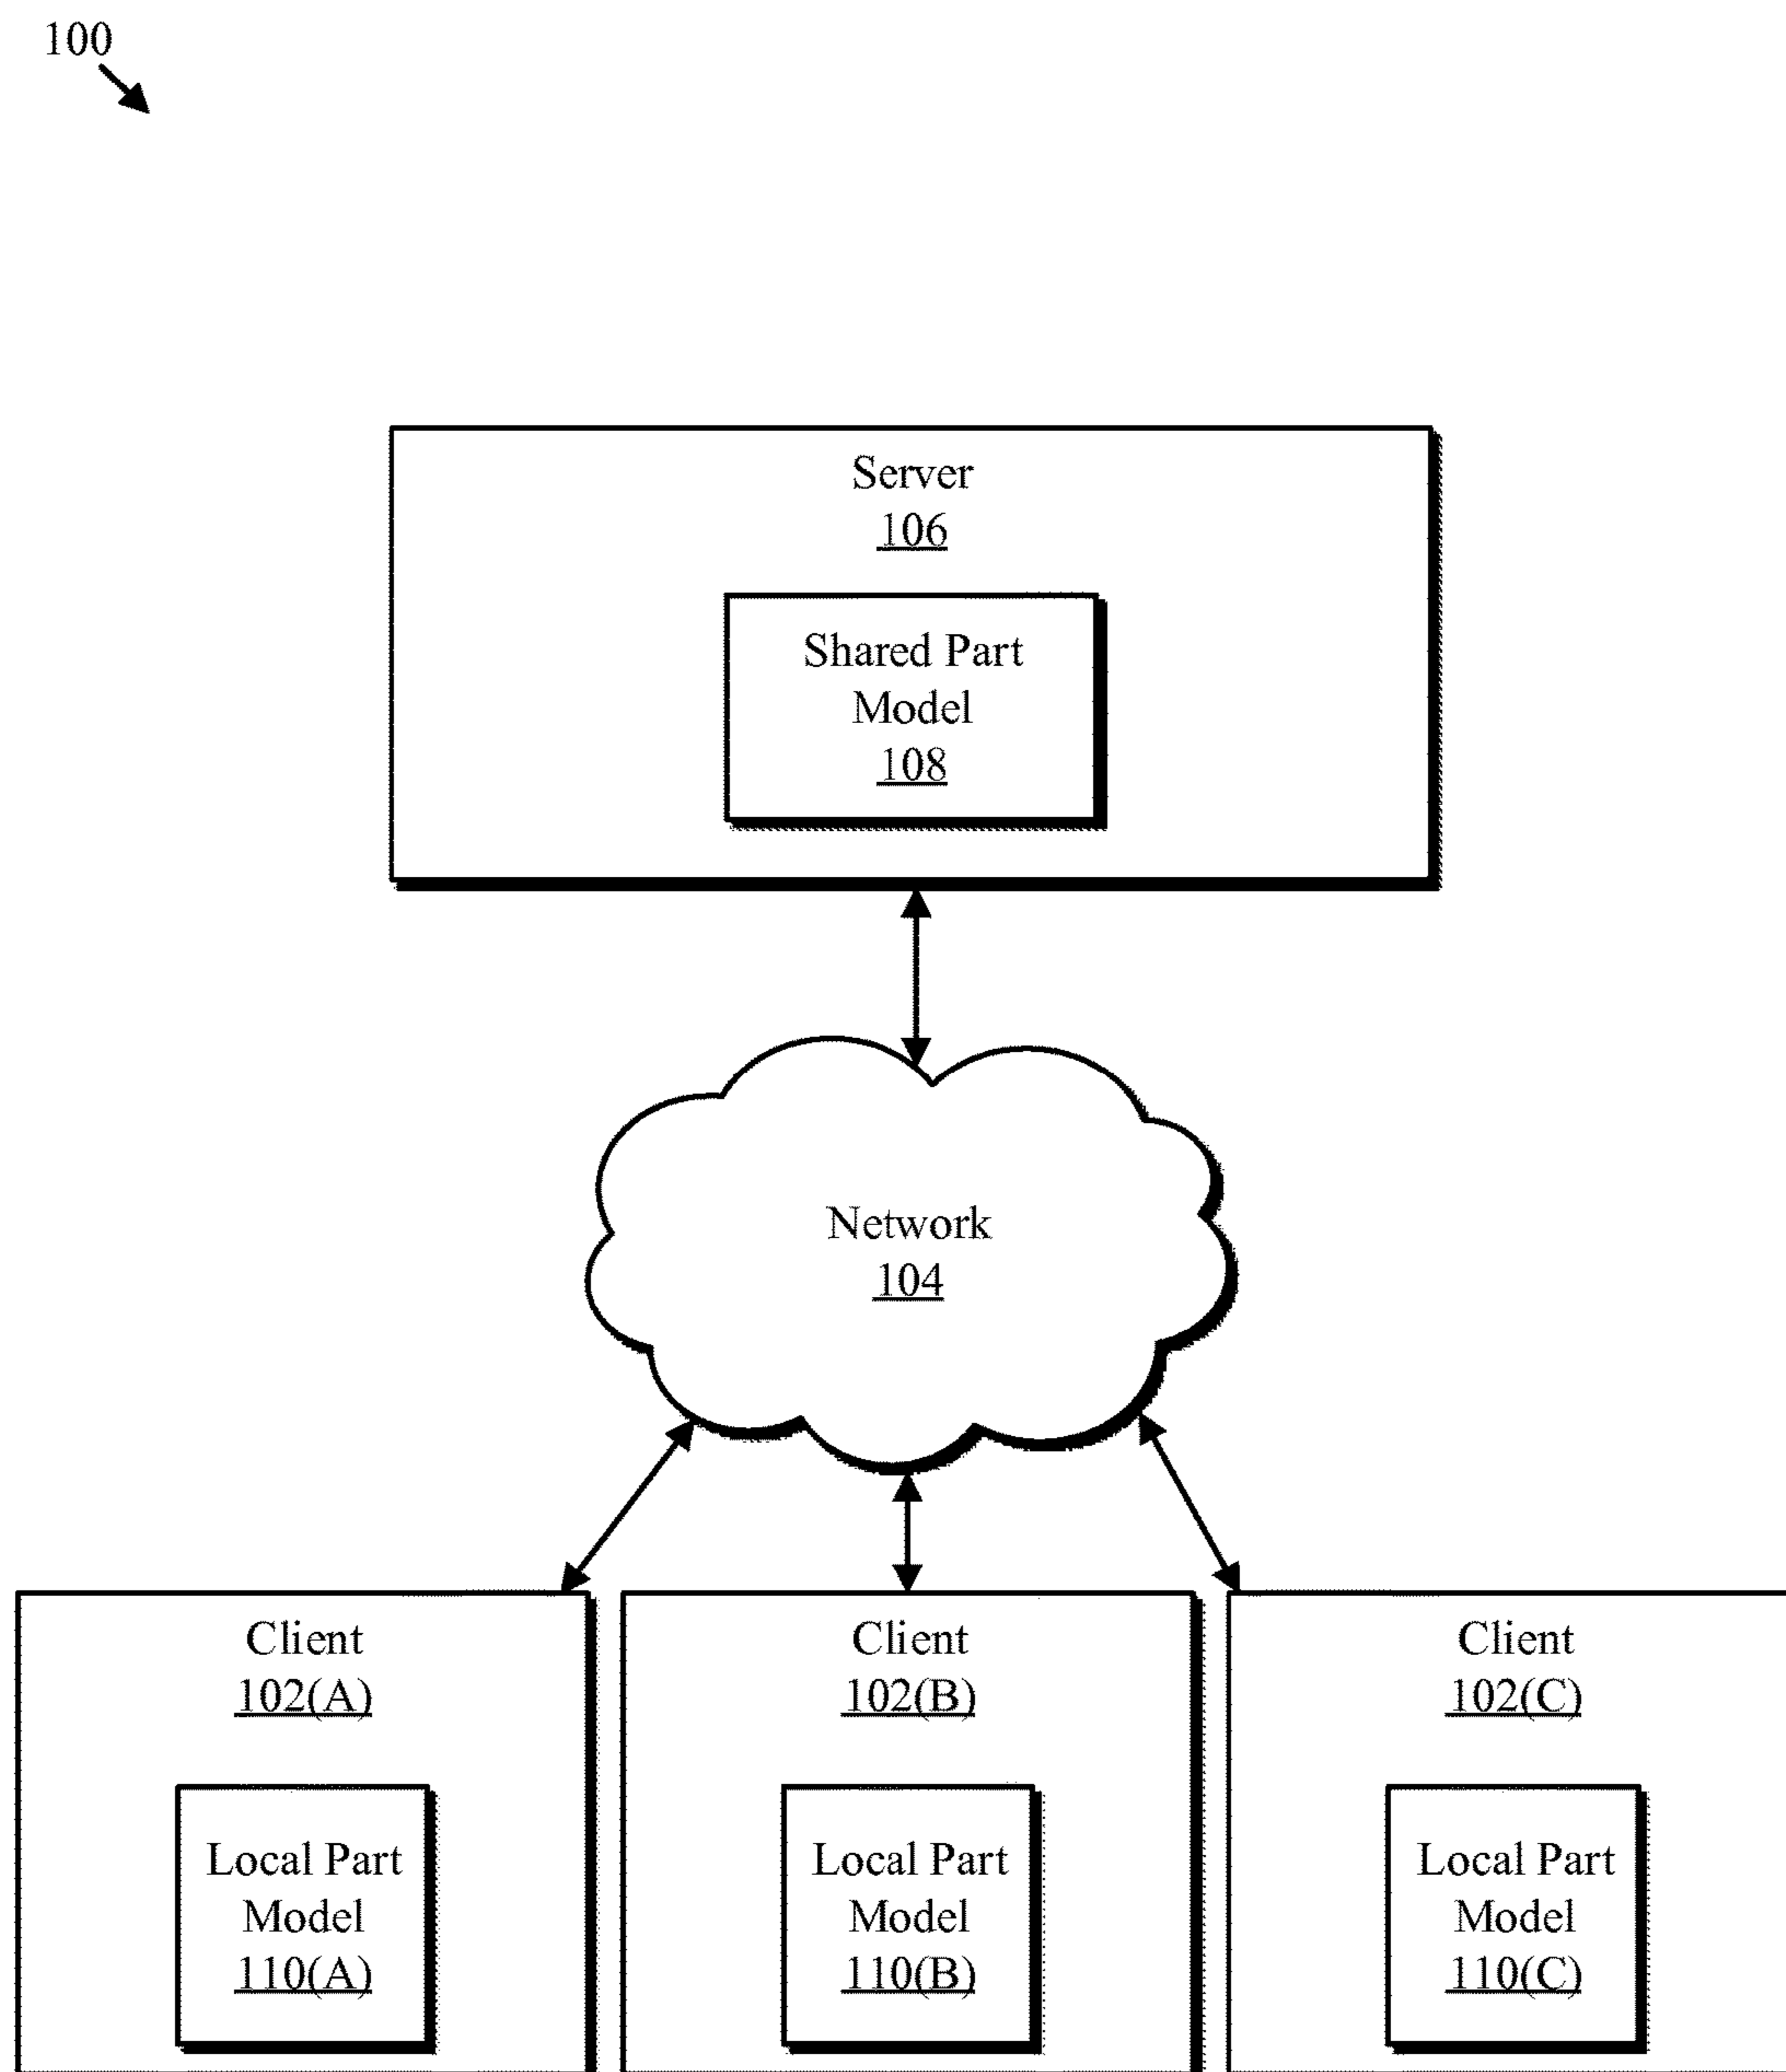 100
Server
106
Shared Part
Model
108
Network
104
Client
102(A)
Local Part
Model
110(A)
Client
102(B)
Local Part
Model
110(B)
Client
102(C)
Local Part
Model
110(C)